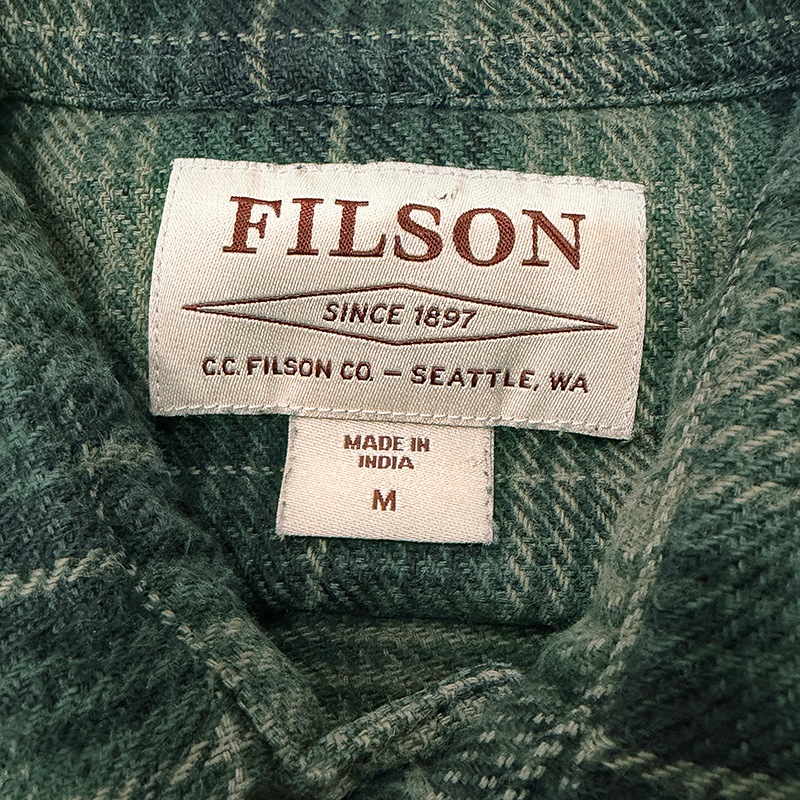 FILSON
SINCE 1897
C.C. FILSON CO. – SEATTLE, WA
MADE IN
INDIA
M